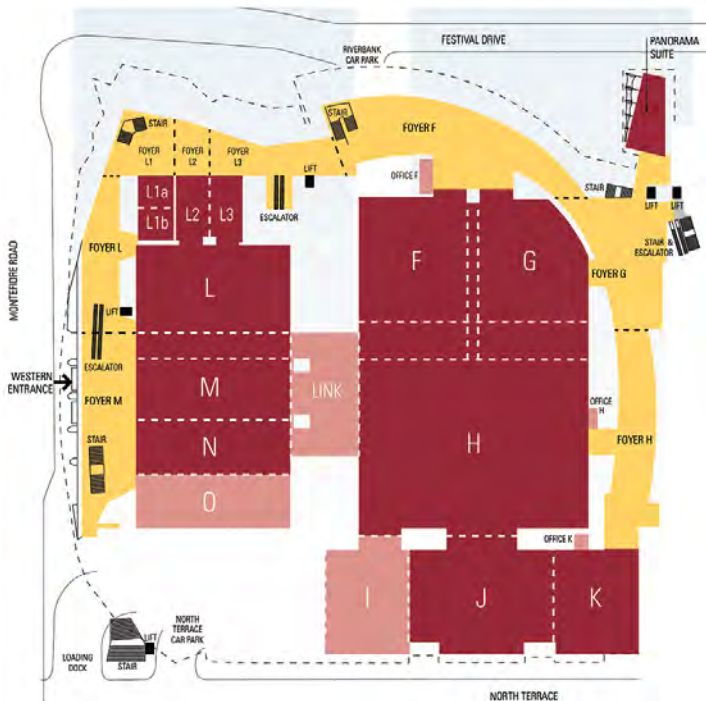 FESTIVAL DRIVE
RIVERBANK
CAR PARK
PANORAMA
SUITE
STAIR
STAIR
FOYER F
FOYER
L1
FOYER
L2
FOYER
L3
LIFT
OFFICE F
STAIR
LIFT
LIFT
L1a
L1b
L2
L3
ESCALATOR
STAIR &
ESCALATOR
FOYER L
F
G
FOYER G
MONTEFIORE ROAD
L
LIFT
ESCALATOR
WESTERN
ENTRANCE
M
LINK
FOYER M
OFFICE
H
H
FOYER H
STAIR
N
O
OFFICE K
I
J
K
NORTH
TERRACE
CAR PARK
LIFT
LOADING
DOCK
STAIR
NORTH TERRACE